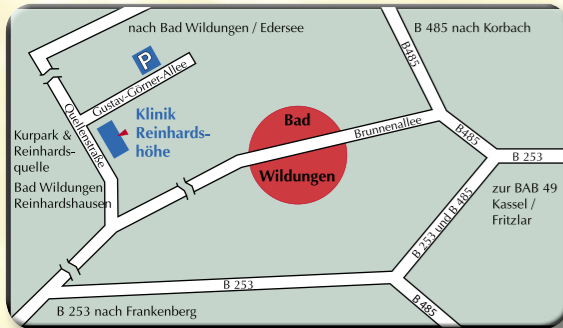 nach Bad Wildungen / Edersee
B 485 nach Korbach
P
Gustav-Görner-Allee
B485
Klinik
Reinhards-
höhe
Quellenstraße
Bad
Wildungen
Brunnenallee
B485
B 253
Kurpark &
Reinhards-
quelle
Bad Wildungen
Reinhardshausen
zur BAB 49
Kassel /
Fritzlar
B 253 und B 485
B 253
B 253 nach Frankenberg
B 485